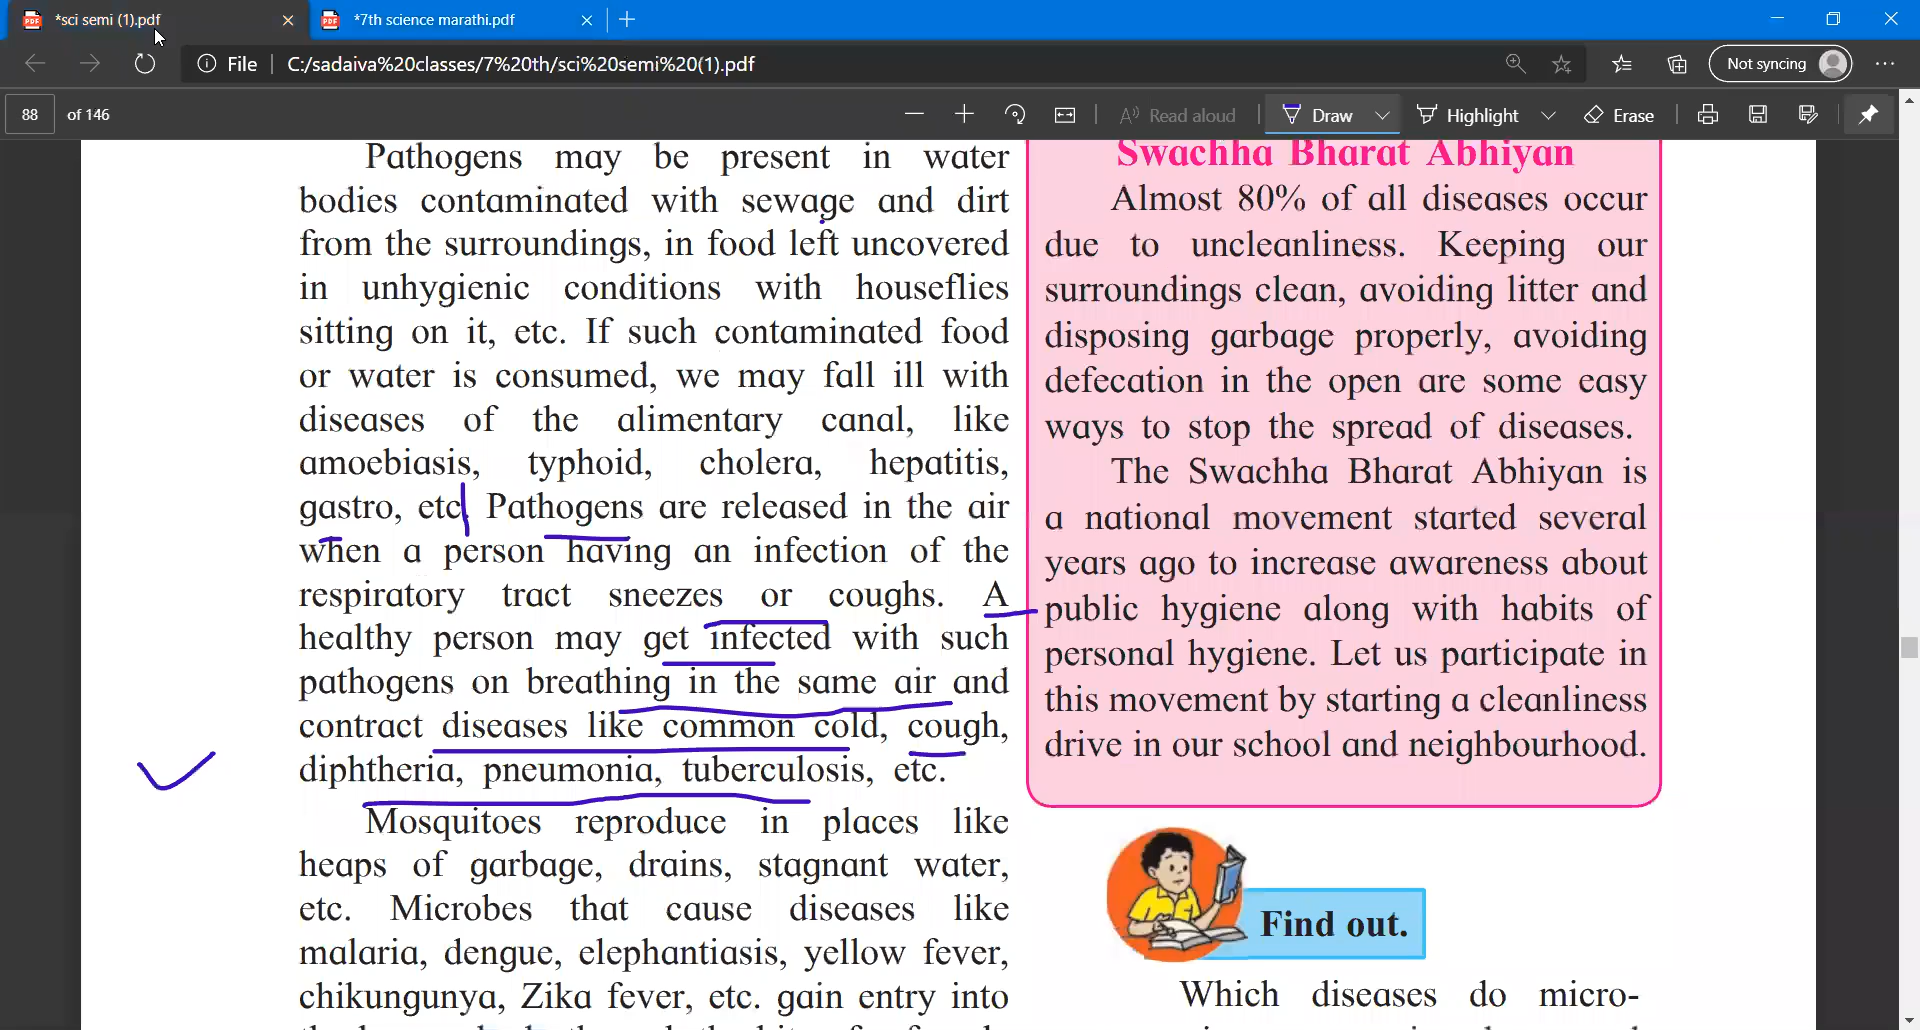 *sci semi (1).pdf
*7th science marathi.pdf
File
C:/sadaiva%20classes/7%20th/sci%20semi%20(1).pdf
Not syncing
88 of 146
Read aloud
Draw
Highlight
Erase
Pathogens may be present in water
bodies contaminated with sewage and dirt
from the surroundings, in food left uncovered
in unhygienic conditions with houseflies
sitting on it, etc. If such contaminated food
or water is consumed, we may fall ill with
diseases of the alimentary canal, like
amoebiasis, typhoid, cholera, hepatitis,
gastro, etc. Pathogens are released in the air
when a person having an infection of the
respiratory tract sneezes or coughs. A
healthy person may get infected with such
pathogens on breathing in the same air and
contract diseases like common cold, cough,
diphtheria, pneumonia, tuberculosis, etc.
Mosquitoes reproduce in places like
heaps of garbage, drains, stagnant water,
etc. Microbes that cause diseases like
malaria, dengue, elephantiasis, yellow fever,
chikungunya, Zika fever, etc. gain entry into
Swachha Bharat Abhiyan
Almost 80% of all diseases occur
due to uncleanliness. Keeping our
surroundings clean, avoiding litter and
disposing garbage properly, avoiding
defecation in the open are some easy
ways to stop the spread of diseases.
The Swachha Bharat Abhiyan is
a national movement started several
years ago to increase awareness about
public hygiene along with habits of
personal hygiene. Let us participate in
this movement by starting a cleanliness
drive in our school and neighbourhood.
Find out.
Which diseases do micro-